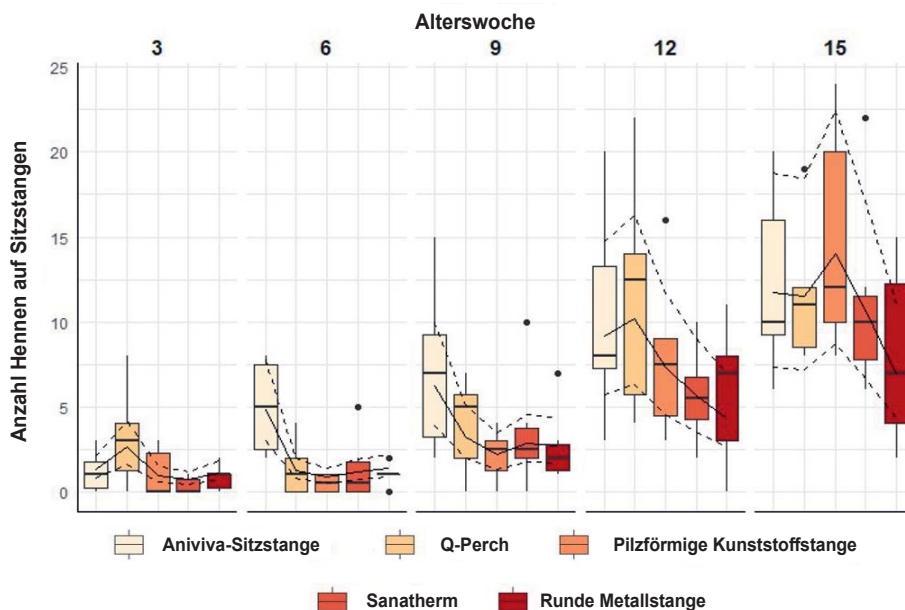 Alterswoche
3 6 9 12 15
25
20
15
10
5
0
Anzahl Hennen auf Sitzstangen
Aniviva-Sitzstange Q-Perch Pilzförmige Kunststoffstange
Sanatherm Runde Metallstange